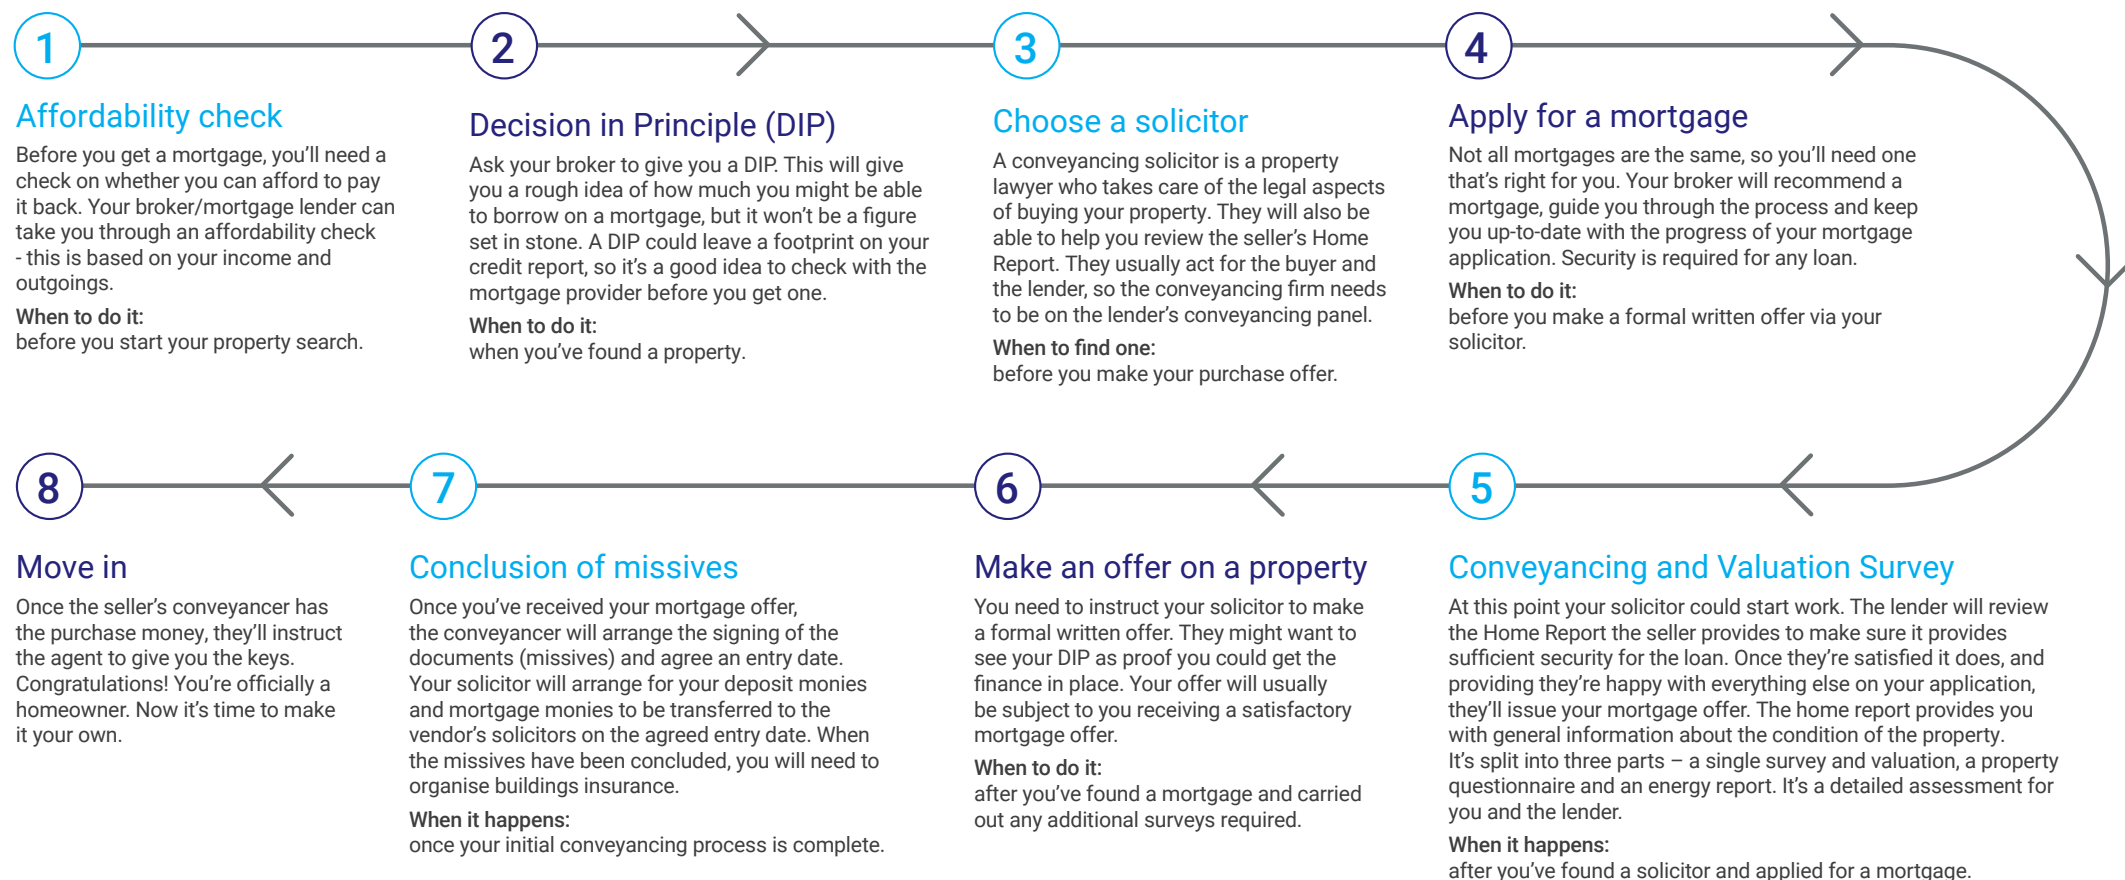 1
Affordability check
Before you get a mortgage, you'll need a
check on whether you can afford to pay
it back. Your broker/mortgage lender can
take you through an affordability check
- this is based on your income and
outgoings.
When to do it:
before you start your property search.
2
Decision in Principle (DIP)
Ask your broker to give you a DIP. This will give
you a rough idea of how much you might be able
to borrow on a mortgage, but it won't be a figure
set in stone. A DIP could leave a footprint on your
credit report, so it's a good idea to check with the
mortgage provider before you get one.
When to do it:
when you've found a property.
3
Choose a solicitor
A conveyancing solicitor is a property
lawyer who takes care of the legal aspects
of buying your property. They will also be
able to help you review the seller's Home
Report. They usually act for the buyer and
the lender, so the conveyancing firm needs
to be on the lender's conveyancing panel.
When to find one:
before you make your purchase offer.
4
Apply for a mortgage
Not all mortgages are the same, so you'll need one
that's right for you. Your broker will recommend a
mortgage, guide you through the process and keep
you up-to-date with the progress of your mortgage
application. Security is required for any loan.
When to do it:
before you make a formal written offer via your
solicitor.
5
Conveyancing and Valuation Survey
At this point your solicitor could start work. The lender will review
the Home Report the seller provides to make sure it provides
sufficient security for the loan. Once they're satisfied it does, and
providing they're happy with everything else on your application,
they'll issue your mortgage offer. The home report provides you
with general information about the condition of the property.
It's split into three parts – a single survey and valuation, a property
questionnaire and an energy report. It's a detailed assessment for
you and the lender.
When it happens:
after you've found a solicitor and applied for a mortgage.
6
Make an offer on a property
You need to instruct your solicitor to make
a formal written offer. They might want to
see your DIP as proof you could get the
finance in place. Your offer will usually
be subject to you receiving a satisfactory
mortgage offer.
When to do it:
after you've found a mortgage and carried
out any additional surveys required.
7
Conclusion of missives
Once you've received your mortgage offer,
the conveyancer will arrange the signing of the
documents (missives) and agree an entry date.
Your solicitor will arrange for your deposit monies
and mortgage monies to be transferred to the
vendor's solicitors on the agreed entry date. When
the missives have been concluded, you will need to
organise buildings insurance.
When it happens:
once your initial conveyancing process is complete.
8
Move in
Once the seller's conveyancer has
the purchase money, they'll instruct
the agent to give you the keys.
Congratulations! You're officially a
homeowner. Now it's time to make
it your own.